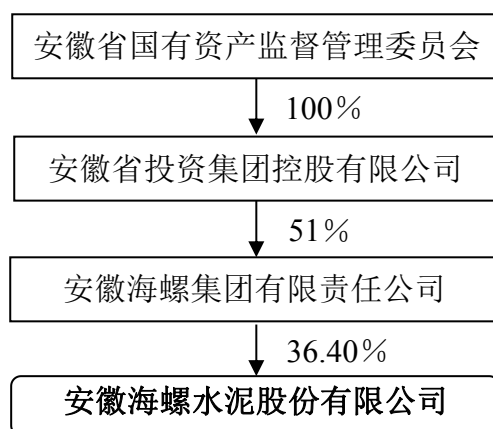 安徽省国有资产监督管理委员会
100％
安徽省投资集团控股有限公司
51％
安徽海螺集团有限责任公司
36.40％
安徽海螺水泥股份有限公司